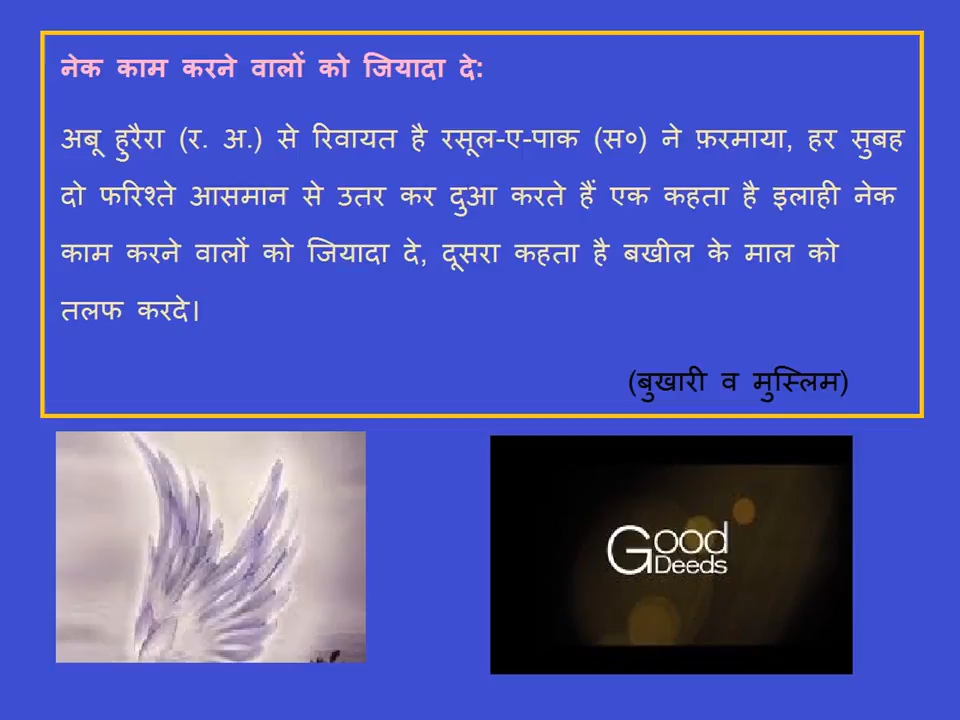 नेक काम करने वालों को जियादा दे:
अबू हुरैरा (र. अ.) से रिवायत है रसूल-ए-पाक (स०) ने फ़रमाया, हर सुबह
दो फरिश्ते आसमान से उतर कर दुआ करते हैं एक कहता है इलाही नेक
काम करने वालों को जियादा दे, दूसरा कहता है बखील के माल को
तलफ करदे।
(बुखारी व मुस्लिम)
Good
Deeds